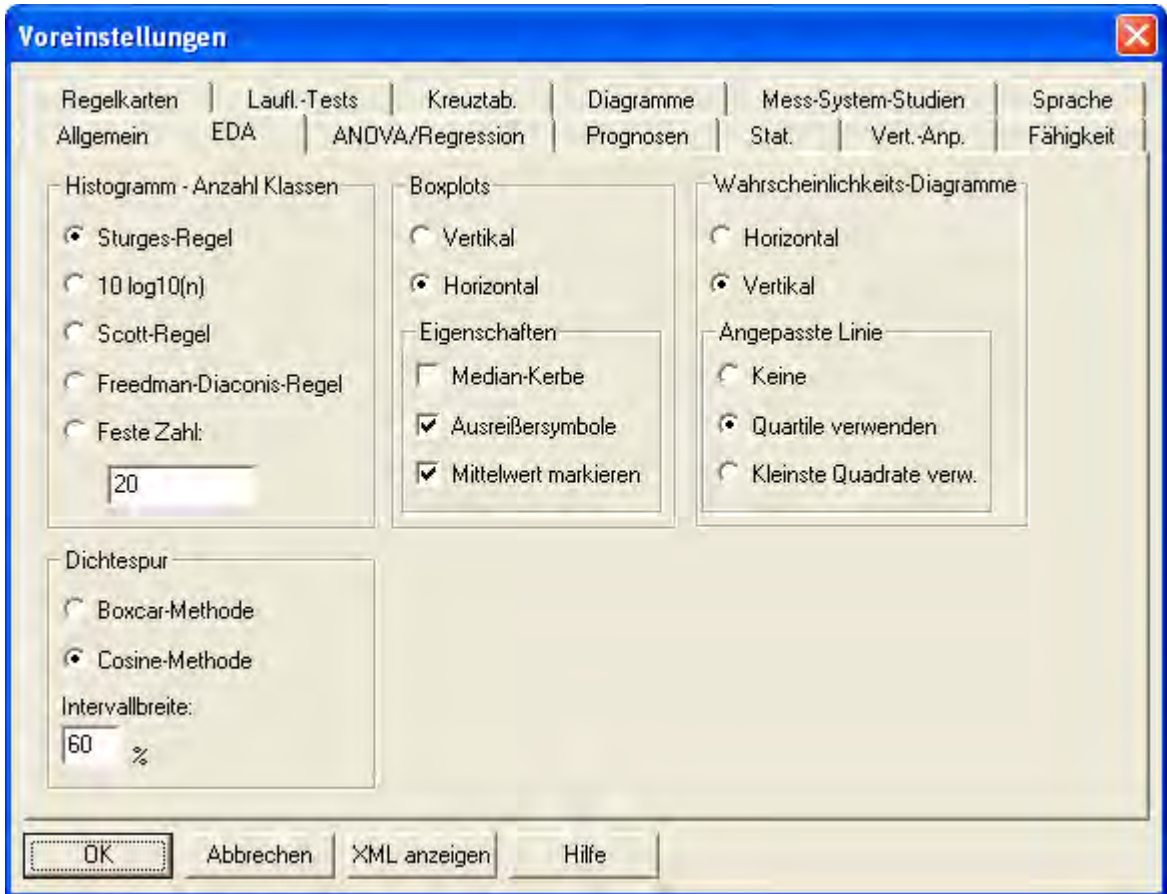 Voreinstellungen
Regelkarten
Laufl.-Tests
Kreuztab.
Diagramme
Mess-System-Studien
Sprache
Allgemein
EDA
ANOVA/Regression
Prognosen
Stat.
Vert.-Anp.
Fähigkeit
Histogramm - Anzahl Klassen
Sturges-Regel
10 log10(n)
Scott-Regel
Freedman-Diaconis-Regel
Feste Zahl:
20
Boxplots
Vertikal
Horizontal
Eigenschaften
Median-Kerbe
Ausreißersymbole
Mittelwert markieren
Wahrscheinlichkeits-Diagramme
Horizontal
Vertikal
Angepasste Linie
Keine
Quartile verwenden
Kleinste Quadrate verw.
Dichtespur
Boxcar-Methode
Cosine-Methode
Intervallbreite:
60 %
OK
Abbrechen
XML anzeigen
Hilfe